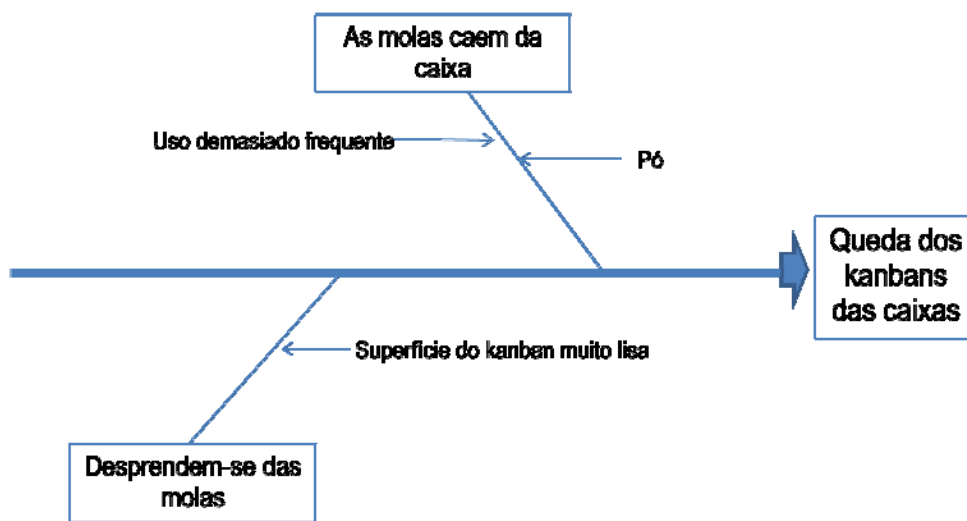 As molas caem da
caixa
Uso demasiado frequente
Pó
Queda dos
kanbans
das caixas
Superfície do kanban muito lisa
Desprendem-se das
molas